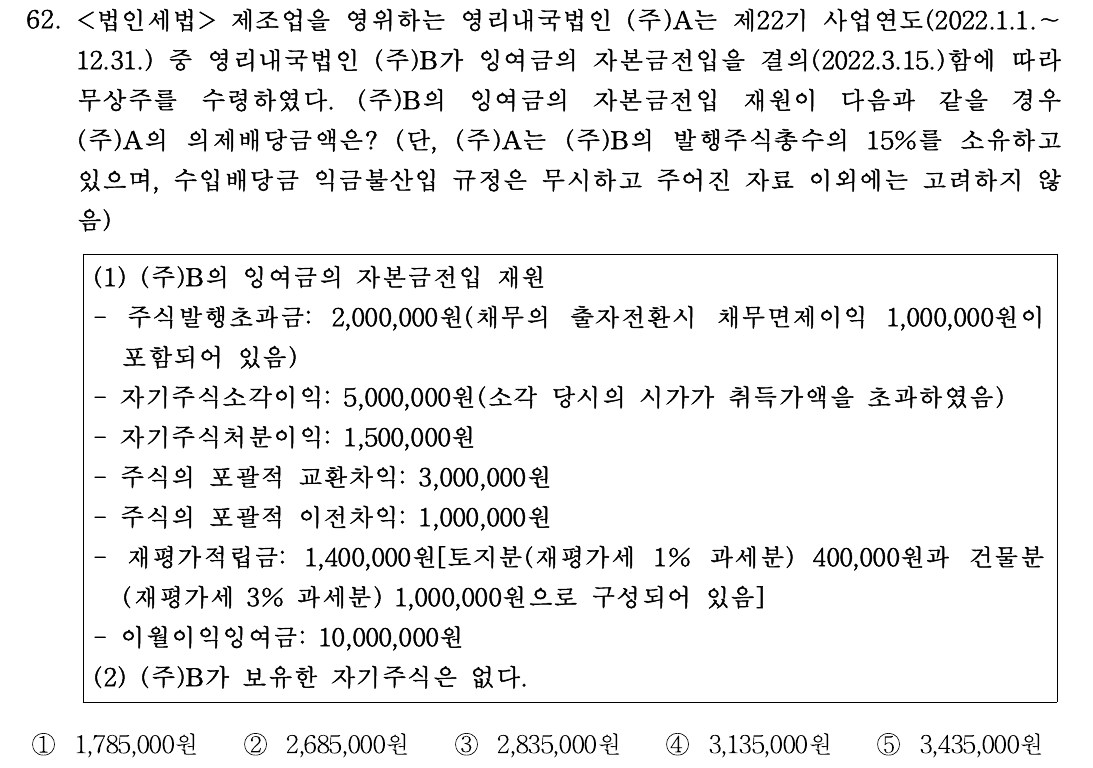 62. <법인세법> 제조업을 영위하는 영리내국법인 (주)A는 제22기 사업연도(2022.1.1.~
12.31.) 중 영리내국법인 (주)B가 잉여금의 자본금전입을 결의(2022.3.15.)함에 따라
무상주를 수령하였다. (주)B의 잉여금의 자본금전입 재원이 다음과 같을 경우
(주)A의 의제배당금액은? (단, (주)A는 (주)B의 발행주식총수의 15%를 소유하고
있으며, 수입배당금 익금불산입 규정은 무시하고 주어진 자료 이외에는 고려하지 않
음)
(1) (주)B의 잉여금의 자본금전입 재원
- 주식발행초과금: 2,000,000원(채무의 출자전환시 채무면제이익 1,000,000원이
포함되어 있음)
- 자기주식소각이익: 5,000,000원(소각 당시의 시가가 취득가액을 초과하였음)
- 자기주식처분이익: 1,500,000원
- 주식의 포괄적 교환차익: 3,000,000원
- 주식의 포괄적 이전차익: 1,000,000원
- 재평가적립금: 1,400,000원[토지분(재평가세 1% 과세분) 400,000원과 건물분
(재평가세 3% 과세분) 1,000,000원으로 구성되어 있음]
- 이월이익잉여금: 10,000,000원
(2) (주)B가 보유한 자기주식은 없다.
① 1,785,000원 ② 2,685,000원 ③ 2,835,000원 ④ 3,135,000원 ⑤ 3,435,000원